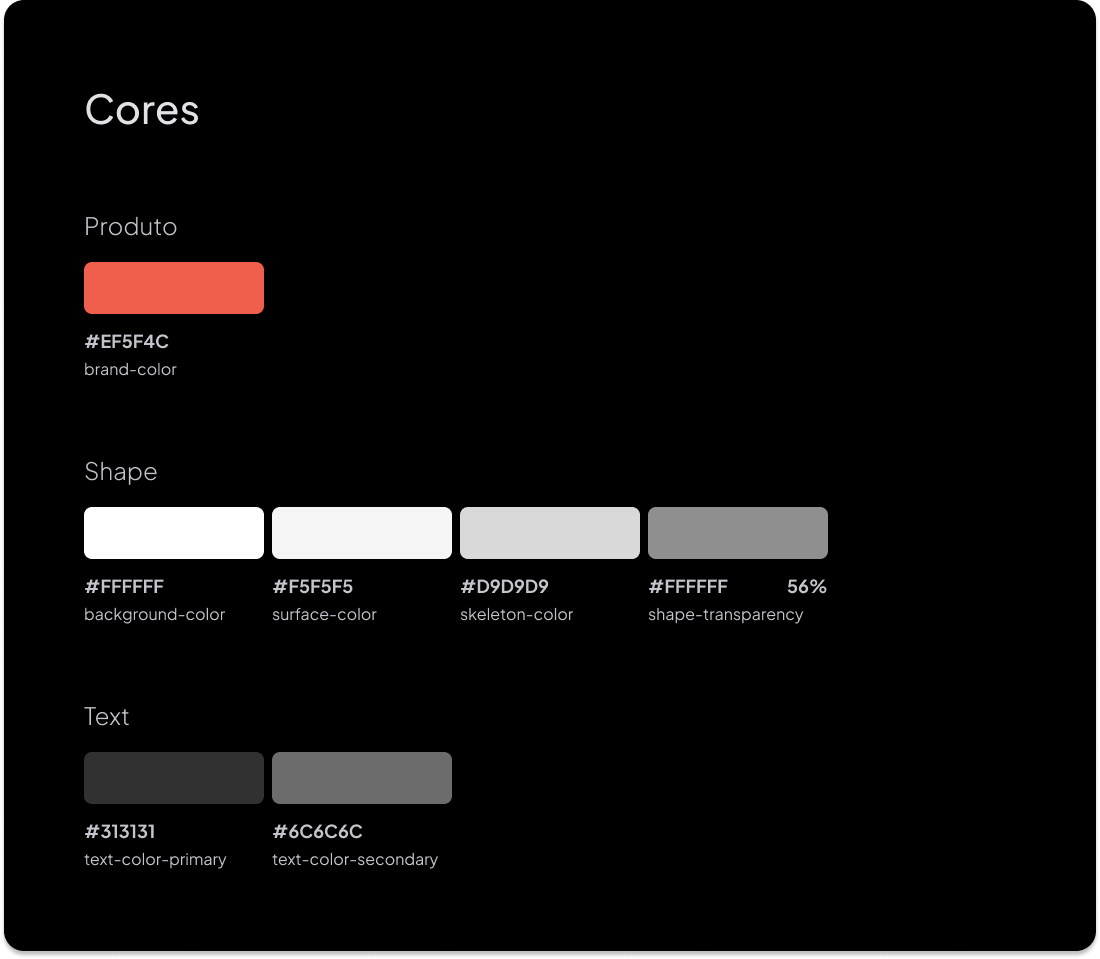 Cores
Produto
#EF5F4C
brand-color
Shape
#FFFFFF
background-color
#F5F5F5
surface-color
#D9D9D9
skeleton-color
#FFFFFF 56%
shape-transparency
Text
#313131
text-color-primary
#6C6C6C
text-color-secondary